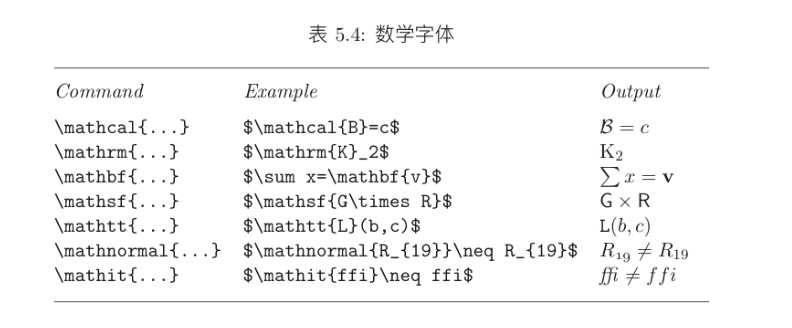 表 5.4: 数学字体
Command Example Output
\mathcal{...} $\mathcal{B}=c$ ℬ = c
\mathrm{...} $\mathrm{K}_2$ K₂
\mathbf{...} $\sum x=\mathbf{v}$ ∑ x = v
\mathsf{...} $\mathsf{G\times R}$ G × R
\mathtt{...} $\mathtt{L}(b,c)$ L(b, c)
\mathnormal{...} $\mathnormal{R_{19}}\neq R_{19}$ R₁₉ ≠ R₁₉
\mathit{...} $\mathit{ffi}\neq ffi$ ffi ≠ ffi